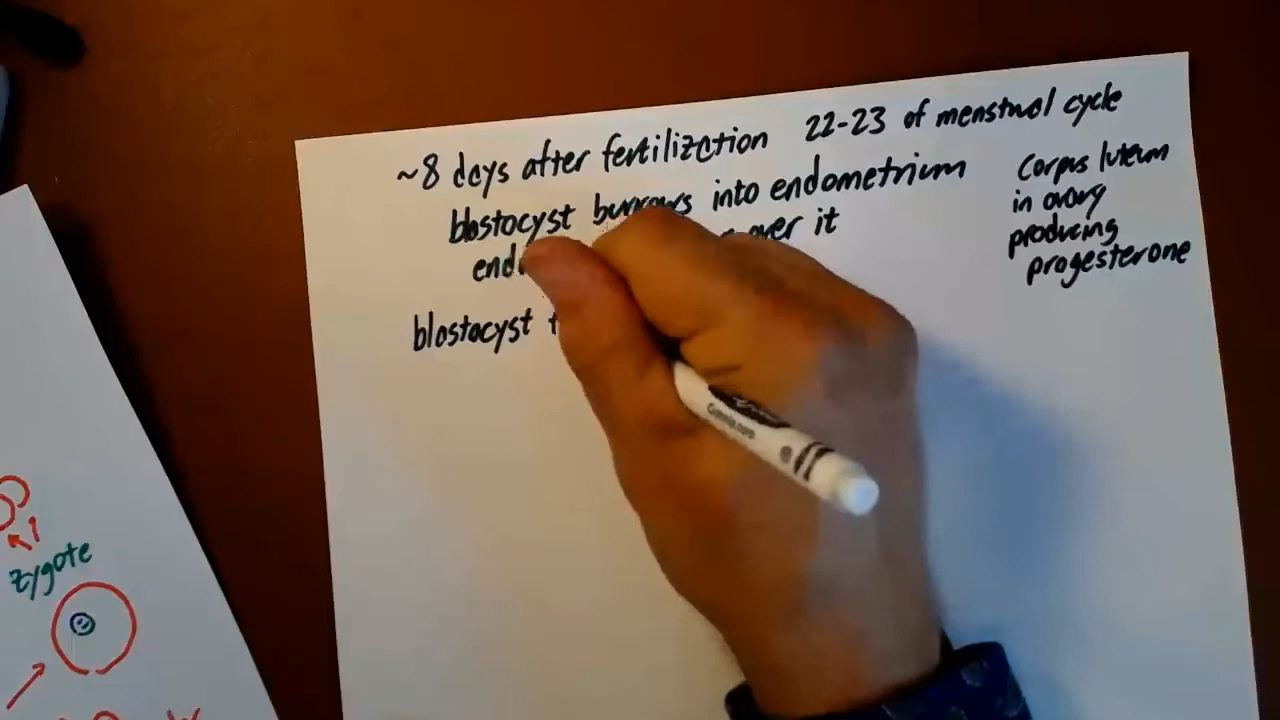 ~8 days after fertilization 22-23 of menstrual cycle
blastocyst burrows into endometrium
over it
Corpus luteum
in ovary
producing
progesterone
blastocyst
zygote